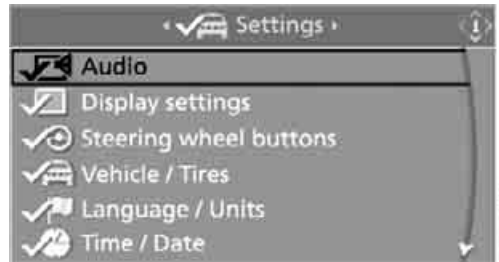 Settings
Audio
Display settings
Steering wheel buttons
Vehicle / Tires
Language / Units
Time / Date